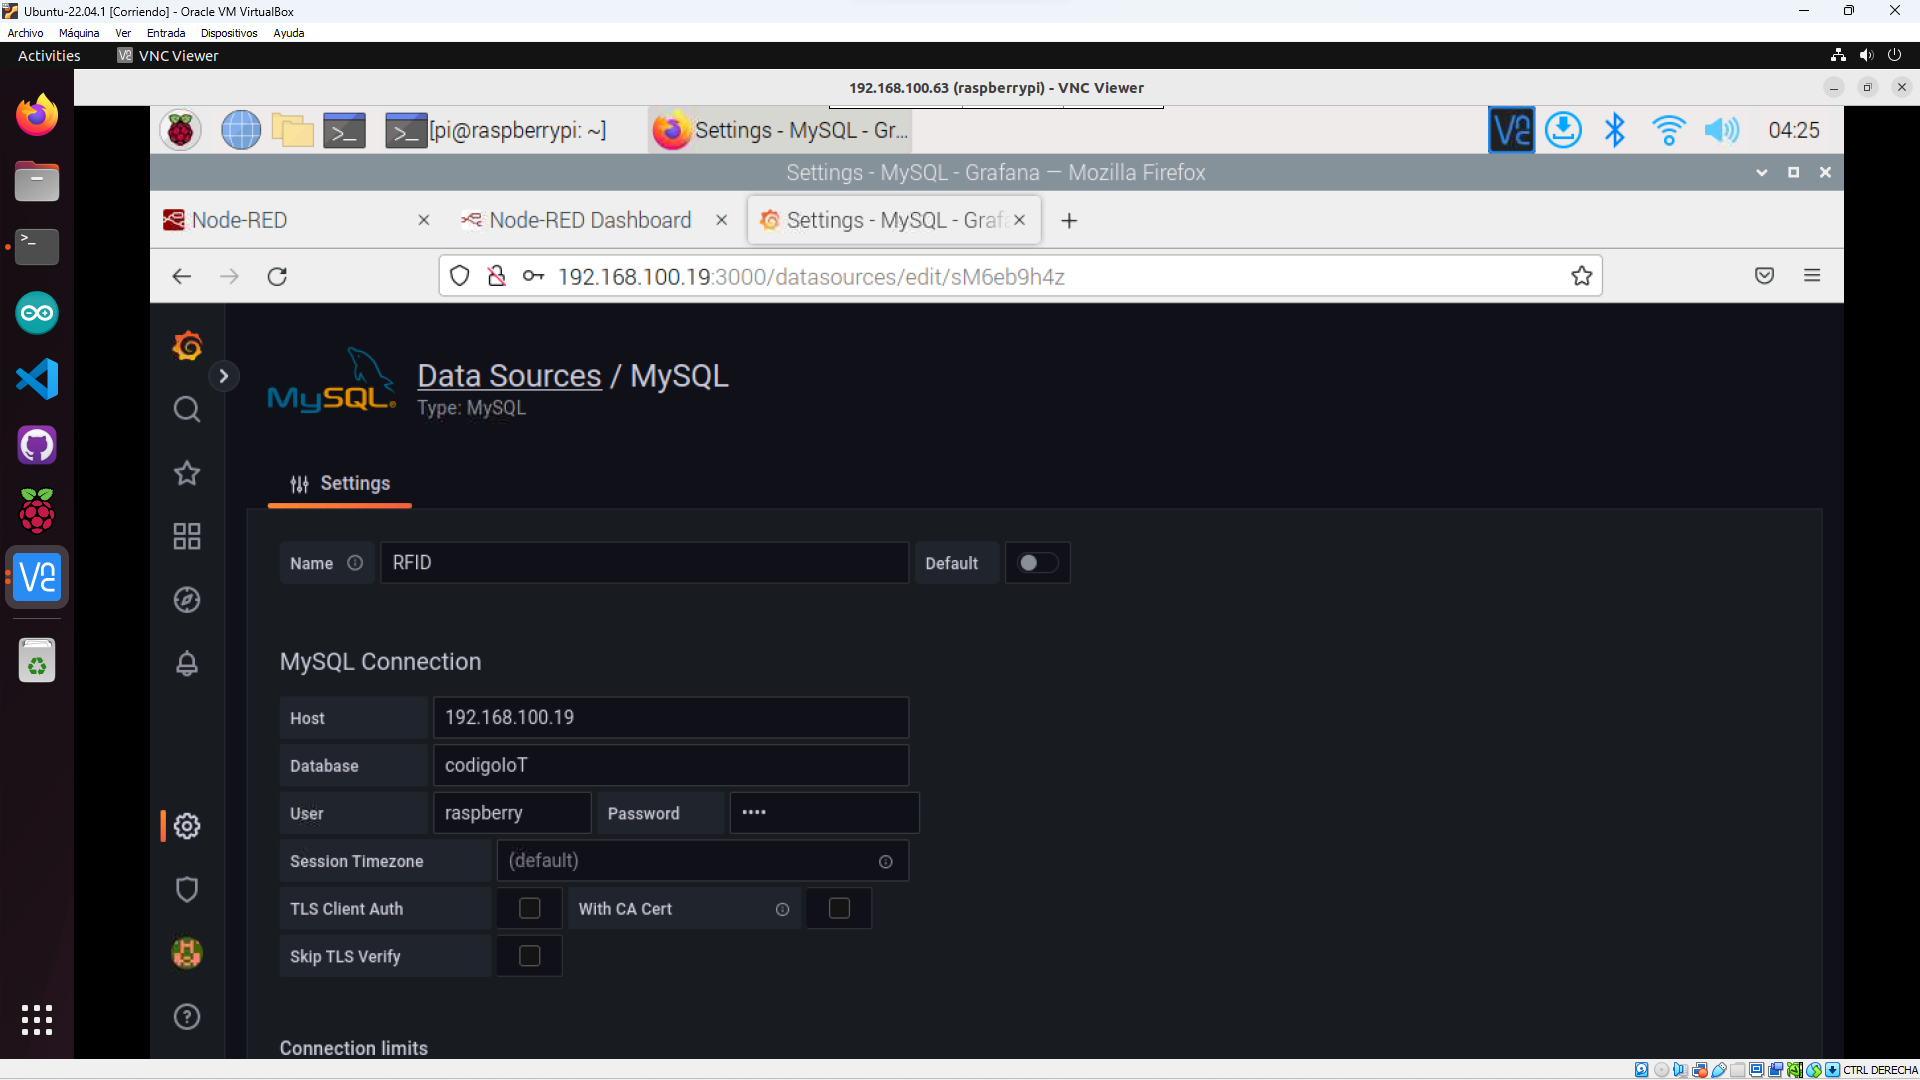 Ubuntu-22.04.1 [Corriendo] - Oracle VM VirtualBox
Archivo Máquina Ver Entrada Dispositivos Ayuda
Activities VNC Viewer
192.168.100.63 (raspberrypi) - VNC Viewer
[pi@raspberrypi: ~] Settings - MySQL - Gr... 04:25
Settings - MySQL - Grafana — Mozilla Firefox
Node-RED Node-RED Dashboard Settings - MySQL - Grafa
192.168.100.19:3000/datasources/edit/sM6eb9h4z
MySQL
Data Sources / MySQL
Type: MySQL
Settings
Name RFID Default
MySQL Connection
Host 192.168.100.19
Database codigoIoT
User raspberry Password ••••
Session Timezone (default)
TLS Client Auth With CA Cert
Skip TLS Verify
Connection limits
CTRL DERECHA